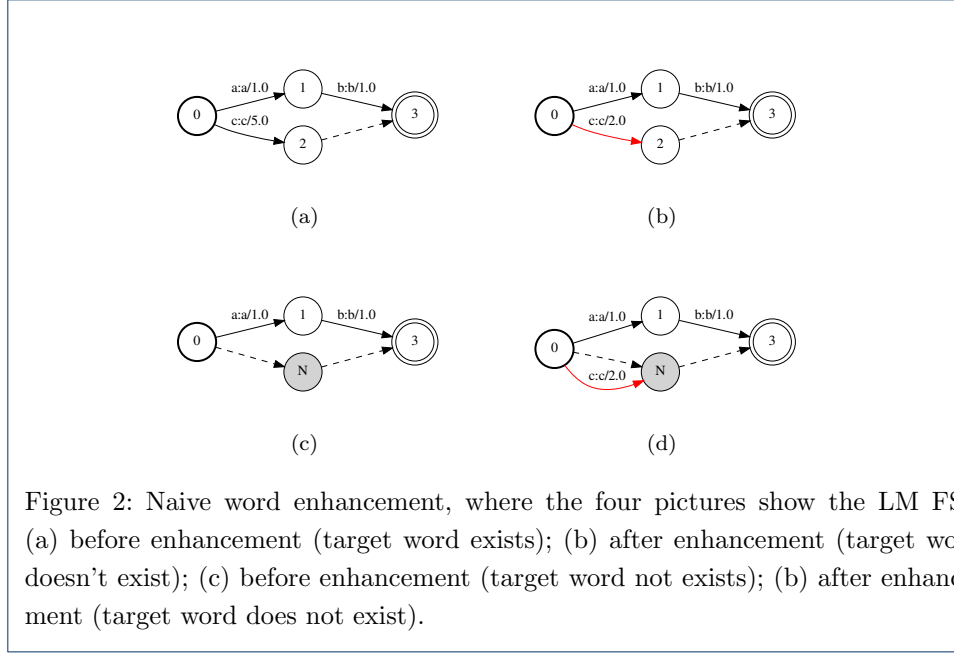 a:a/1.0 1 b:b/1.0
0 3
c:c/5.0 2
(a)
a:a/1.0 1 b:b/1.0
0 3
c:c/2.0 2
(b)
a:a/1.0 1 b:b/1.0
0 3
N
(c)
a:a/1.0 1 b:b/1.0
0 3
c:c/2.0 N
(d)
Figure 2: Naive word enhancement, where the four pictures show the LM
(a) before enhancement (target word exists); (b) after enhancement (target
doesn't exist); (c) before enhancement (target word not exists); (b) after
ment (target word does not exist).